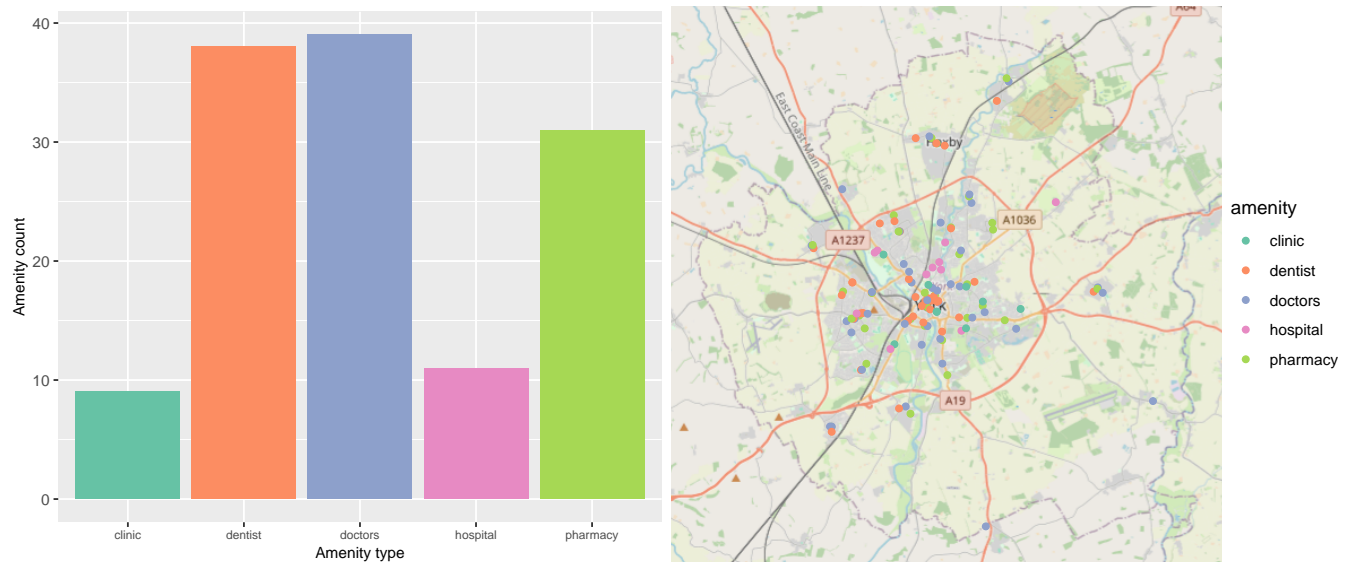 40
30
20
10
0
Amenity count
clinic
dentist
doctors
hospital
pharmacy
Amenity type
A64
East Coast Main Line
A1036
A1237
A19
amenity
clinic
dentist
doctors
hospital
pharmacy